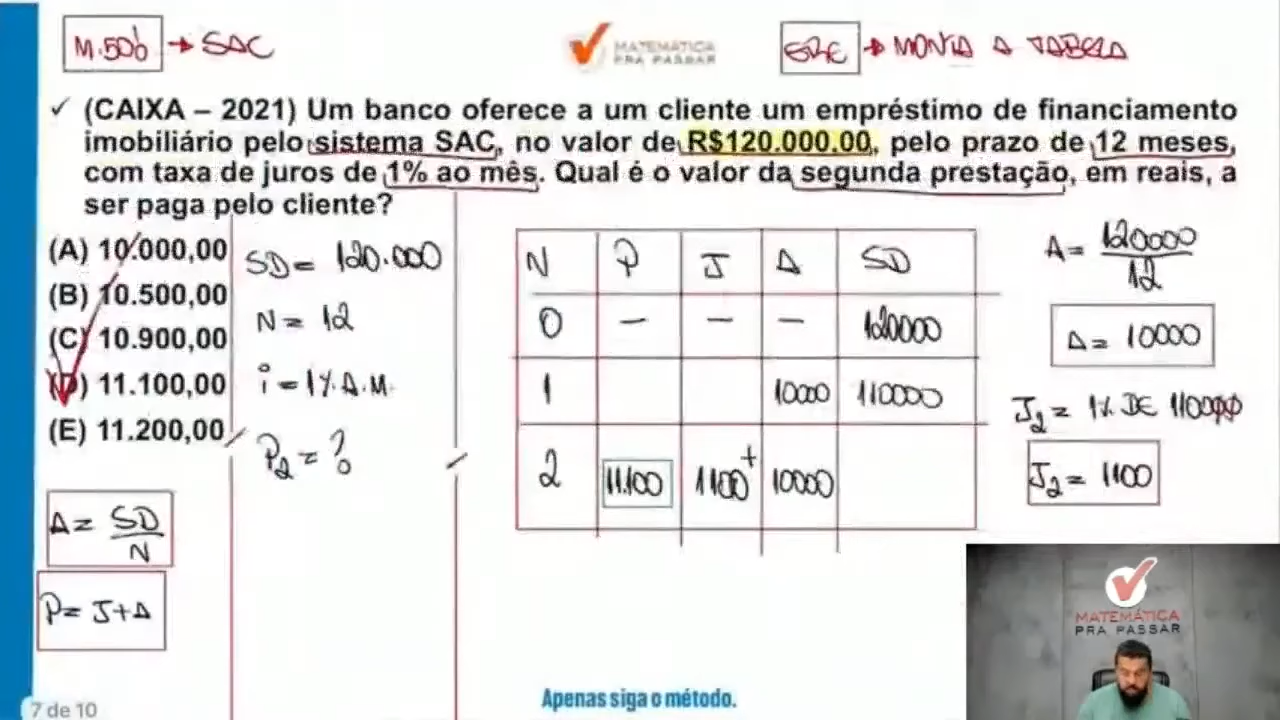 M.50% → SAC
MATEMÁTICA
PRA PASSAR
→ MONTA A TABELA
✓ (CAIXA – 2021) Um banco oferece a um cliente um empréstimo de financiamento
imobiliário pelo sistema SAC, no valor de R$120.000.00, pelo prazo de 12 meses,
com taxa de juros de 1% ao mês. Qual é o valor da segunda prestação, em reais, a
ser paga pelo cliente?
(A) 10.000,00
(B) 10.500,00
(C) 10.900,00
(D) 11.100,00
(E) 11.200,00
A = SD
N
P = J + A
SD = 120.000
N = 12
i = 1% A.M.
P2 = ?
N P J A SD
0 — — — 120000
1 10000 110000
2 11.100 1100 + 10000
A = 120000
12
A = 10000
J2 = 1% DE 110000
J2 = 1100
MATEMÁTICA
PRA PASSAR
Apenas siga o método.
7 de 10